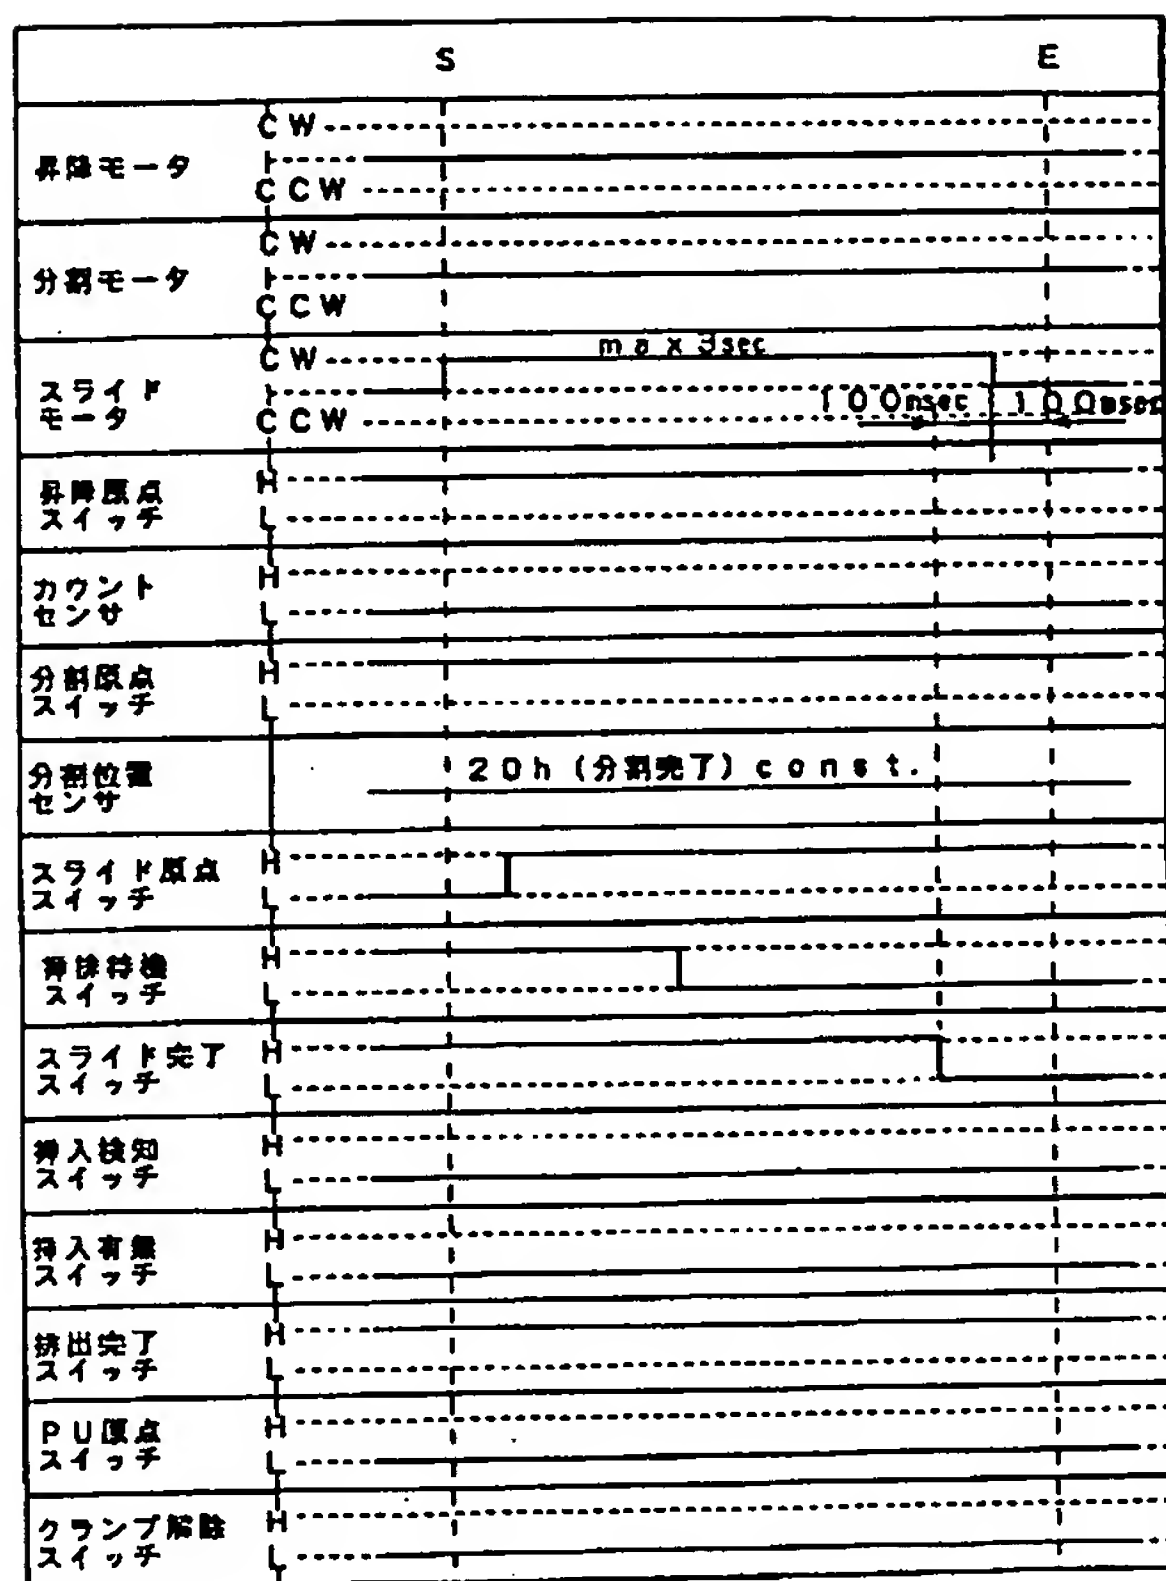 S E
昇降モータ CW
CCW
分割モータ CW
CCW
スライド
モータ CW
CCW
max 3sec
100msec 100msec
昇降原点
スイッチ H
L
カウント
センサ H
L
分割原点
スイッチ H
L
分割位置
センサ
20h (分割完了) const.
スライド原点
スイッチ H
L
挿排待機
スイッチ H
L
スライド完了
スイッチ H
L
挿入検知
スイッチ H
L
挿入有無
スイッチ H
L
排出完了
スイッチ H
L
PU原点
スイッチ H
L
クランプ解除
スイッチ H
L